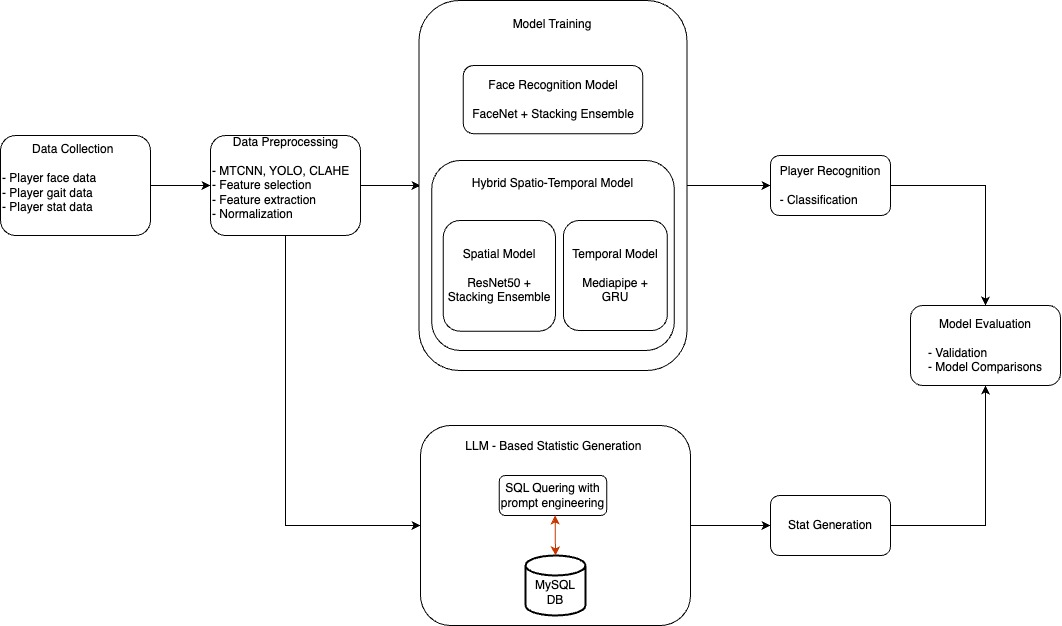 Data Collection
- Player face data
- Player gait data
- Player stat data
Data Preprocessing
- MTCNN, YOLO, CLAHE
- Feature selection
- Feature extraction
- Normalization
Model Training
Face Recognition Model
FaceNet + Stacking Ensemble
Hybrid Spatio-Temporal Model
Spatial Model
ResNet50 +
Stacking Ensemble
Temporal Model
Mediapipe +
GRU
Player Recognition
- Classification
Model Evaluation
- Validation
- Model Comparisons
LLM - Based Statistic Generation
SQL Quering with
prompt engineering
MySQL
DB
Stat Generation